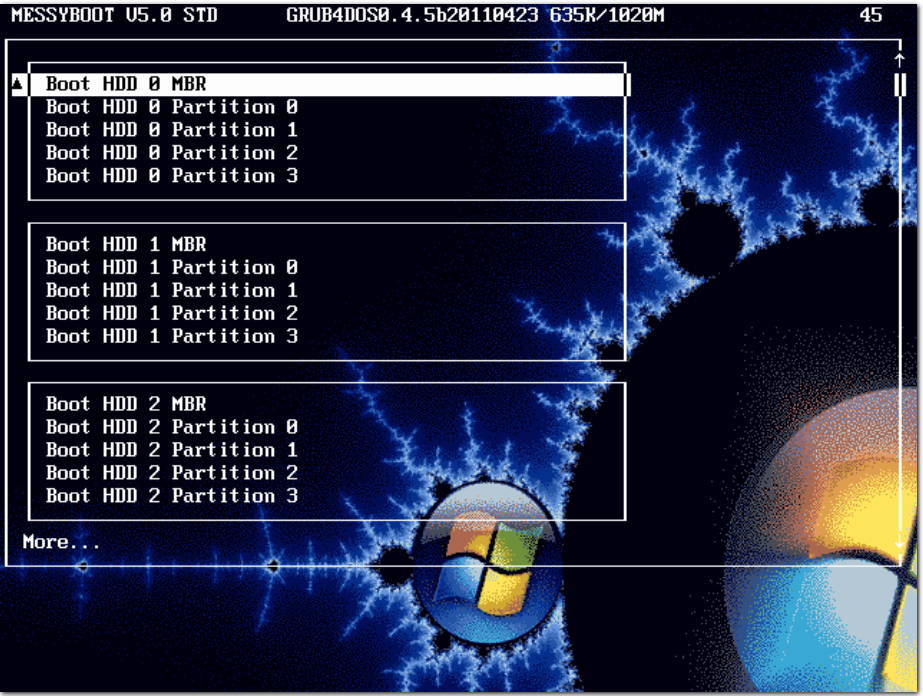 MESSYBOOT V5.0 STD GRUB4DOS0.4.5b20110423 635K/1020M 45
Boot HDD 0 MBR
Boot HDD 0 Partition 0
Boot HDD 0 Partition 1
Boot HDD 0 Partition 2
Boot HDD 0 Partition 3
Boot HDD 1 MBR
Boot HDD 1 Partition 0
Boot HDD 1 Partition 1
Boot HDD 1 Partition 2
Boot HDD 1 Partition 3
Boot HDD 2 MBR
Boot HDD 2 Partition 0
Boot HDD 2 Partition 1
Boot HDD 2 Partition 2
Boot HDD 2 Partition 3
More...